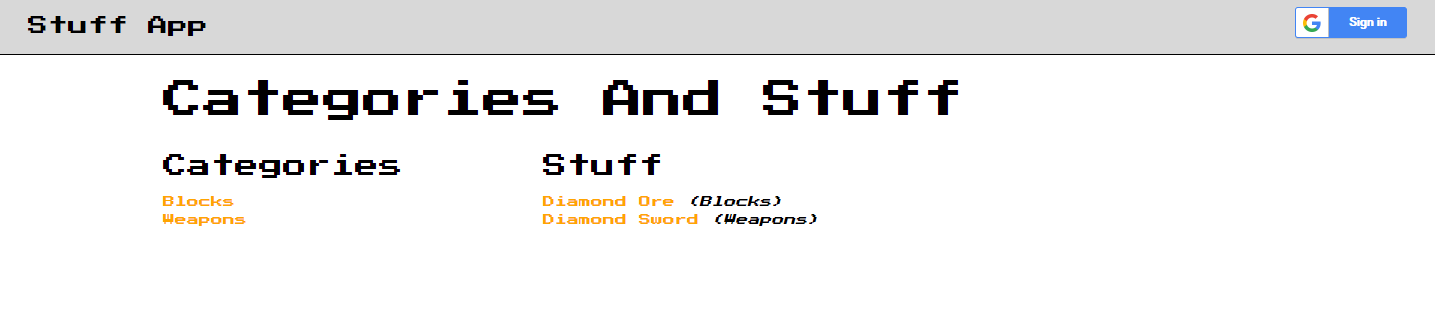 Stuff App
Sign in
Categories And Stuff
Categories
Blocks
Weapons
Stuff
Diamond Ore (Blocks)
Diamond Sword (Weapons)